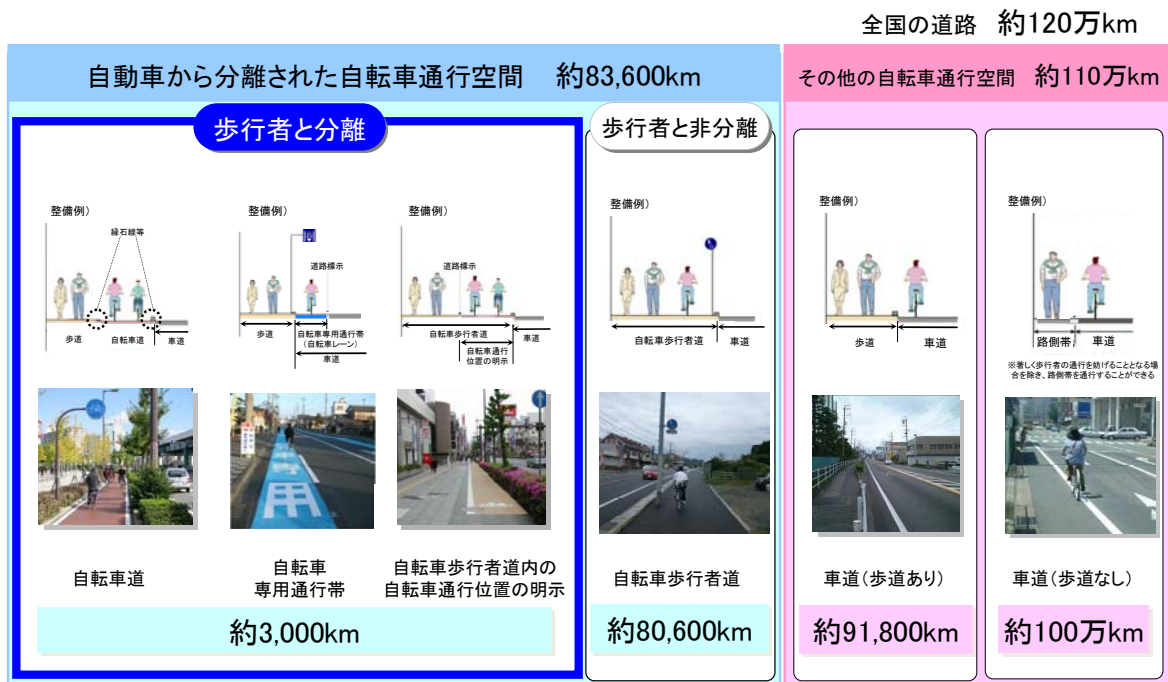 全国の道路 約120万km
自動車から分離された自転車通行空間 約83,600km
その他の自転車通行空間 約110万km
歩行者と分離
歩行者と非分離
整備例)
縁石線等
歩道
自転車道
車道
整備例)
道路標示
歩道
自転車専用通行帯
(自転車レーン)
車道
整備例)
道路標示
自転車歩行者道
車道
自転車通行
位置の明示
整備例)
自転車歩行者道
車道
整備例)
歩道
車道
整備例)
路側帯
車道
※著しく歩行者の通行を妨げることとなる場
合を除き、路側帯を通行することができる
用
自転車道
自転車
専用通行帯
自転車歩行者道内の
自転車通行位置の明示
自転車歩行者道
車道(歩道あり)
車道(歩道なし)
約3,000km
約80,600km
約91,800km
約100万km